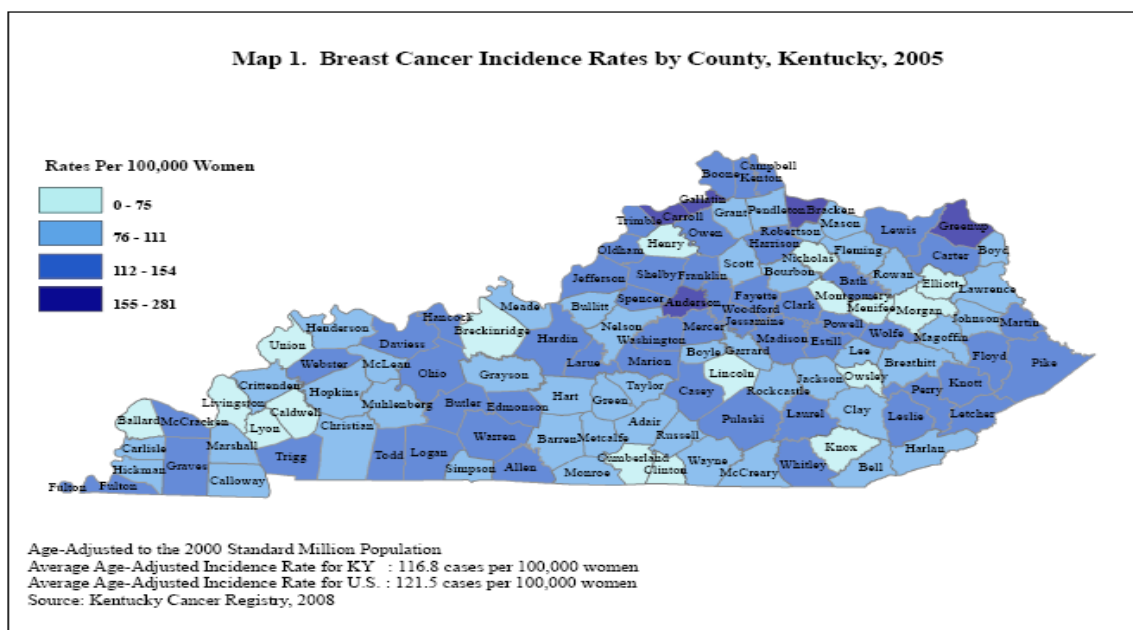 Map 1. Breast Cancer Incidence Rates by County, Kentucky, 2005
Rates Per 100,000 Women
0 - 75
76 - 111
112 - 154
155 - 281
Boone
Campbell
Kenton
Gallatin
Trimble
Carroll
Owen
Grant
Pendleton
Bracken
Robertson
Mason
Lewis
Greenup
Oldham
Henry
Harrison
Nicholas
Fleming
Carter
Boyd
Jefferson
Shelby
Franklin
Scott
Bourbon
Bath
Rowan
Elliott
Lawrence
Meade
Bullitt
Spencer
Anderson
Fayette
Woodford
Clark
Montgomery
Menifee
Morgan
Johnson
Martin
Hancock
Breckinridge
Hardin
Nelson
Washington
Mercer
Jessamine
Madison
Estill
Powell
Wolfe
Magoffin
Henderson
Daviess
Union
Webster
McLean
Ohio
Grayson
Larue
Marion
Boyle
Garrard
Lee
Breathitt
Floyd
Pike
Crittenden
Hopkins
Muhlenberg
Butler
Edmonson
Hart
Green
Taylor
Casey
Lincoln
Rockcastle
Jackson
Owsley
Perry
Knott
Livingston
Caldwell
Lyon
Christian
Warren
Barren
Metcalfe
Adair
Russell
Pulaski
Laurel
Clay
Leslie
Letcher
Ballard
McCracken
Carlisle
Marshall
Trigg
Todd
Logan
Simpson
Allen
Monroe
Cumberland
Clinton
Wayne
McCreary
Whitley
Knox
Bell
Harlan
Hickman
Graves
Calloway
Fulton
Fulton
Age-Adjusted to the 2000 Standard Million Population
Average Age-Adjusted Incidence Rate for KY : 116.8 cases per 100,000 women
Average Age-Adjusted Incidence Rate for U.S. : 121.5 cases per 100,000 women
Source: Kentucky Cancer Registry, 2008